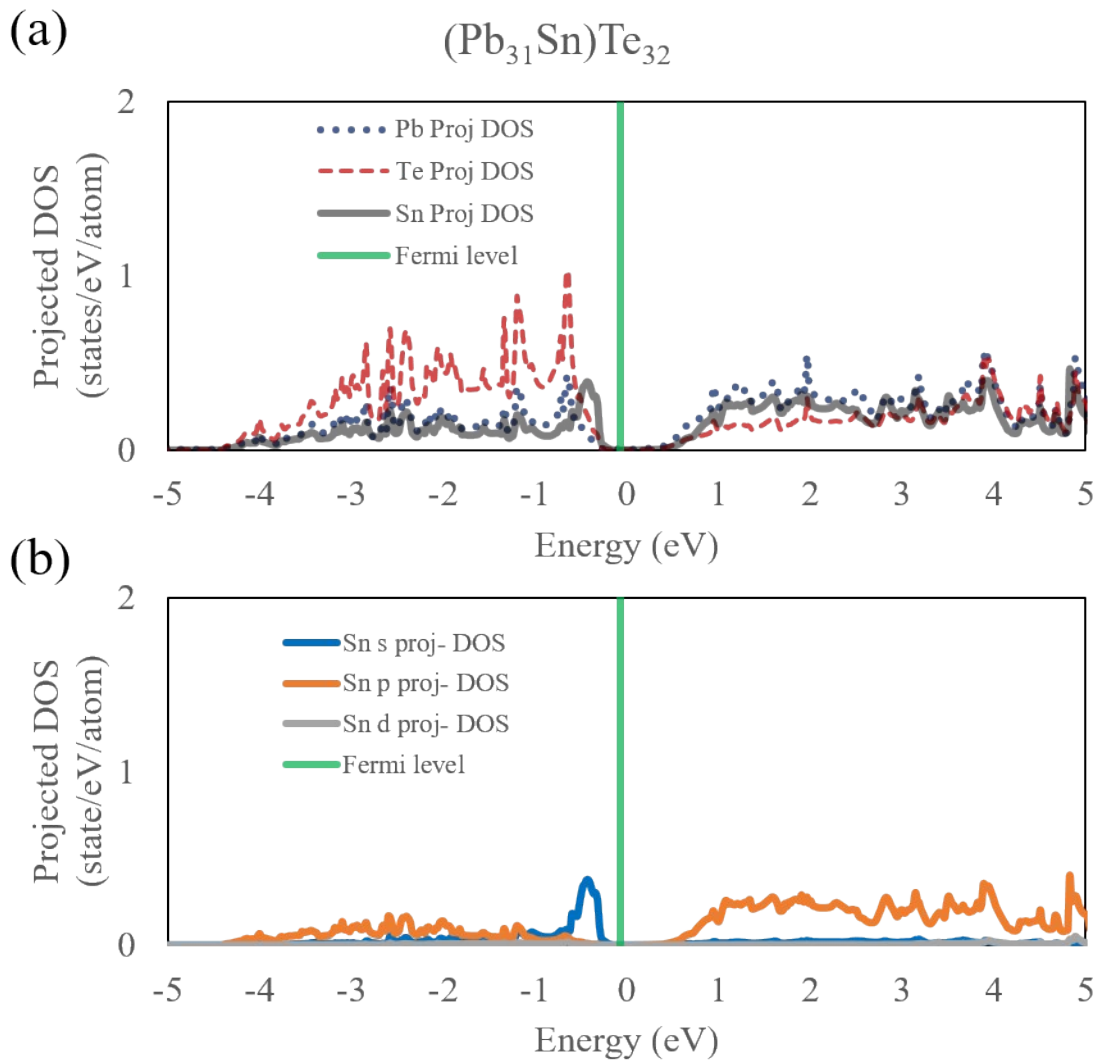 (a)
(Pb₃₁Sn)Te₃₂
Projected DOS
(states/eV/atom)
2
1
0
Pb Proj DOS
Te Proj DOS
Sn Proj DOS
Fermi level
-5 -4 -3 -2 -1 0 1 2 3 4 5
Energy (eV)
(b)
Projected DOS
(state/eV/atom)
2
1
0
Sn s proj- DOS
Sn p proj- DOS
Sn d proj- DOS
Fermi level
-5 -4 -3 -2 -1 0 1 2 3 4 5
Energy (eV)